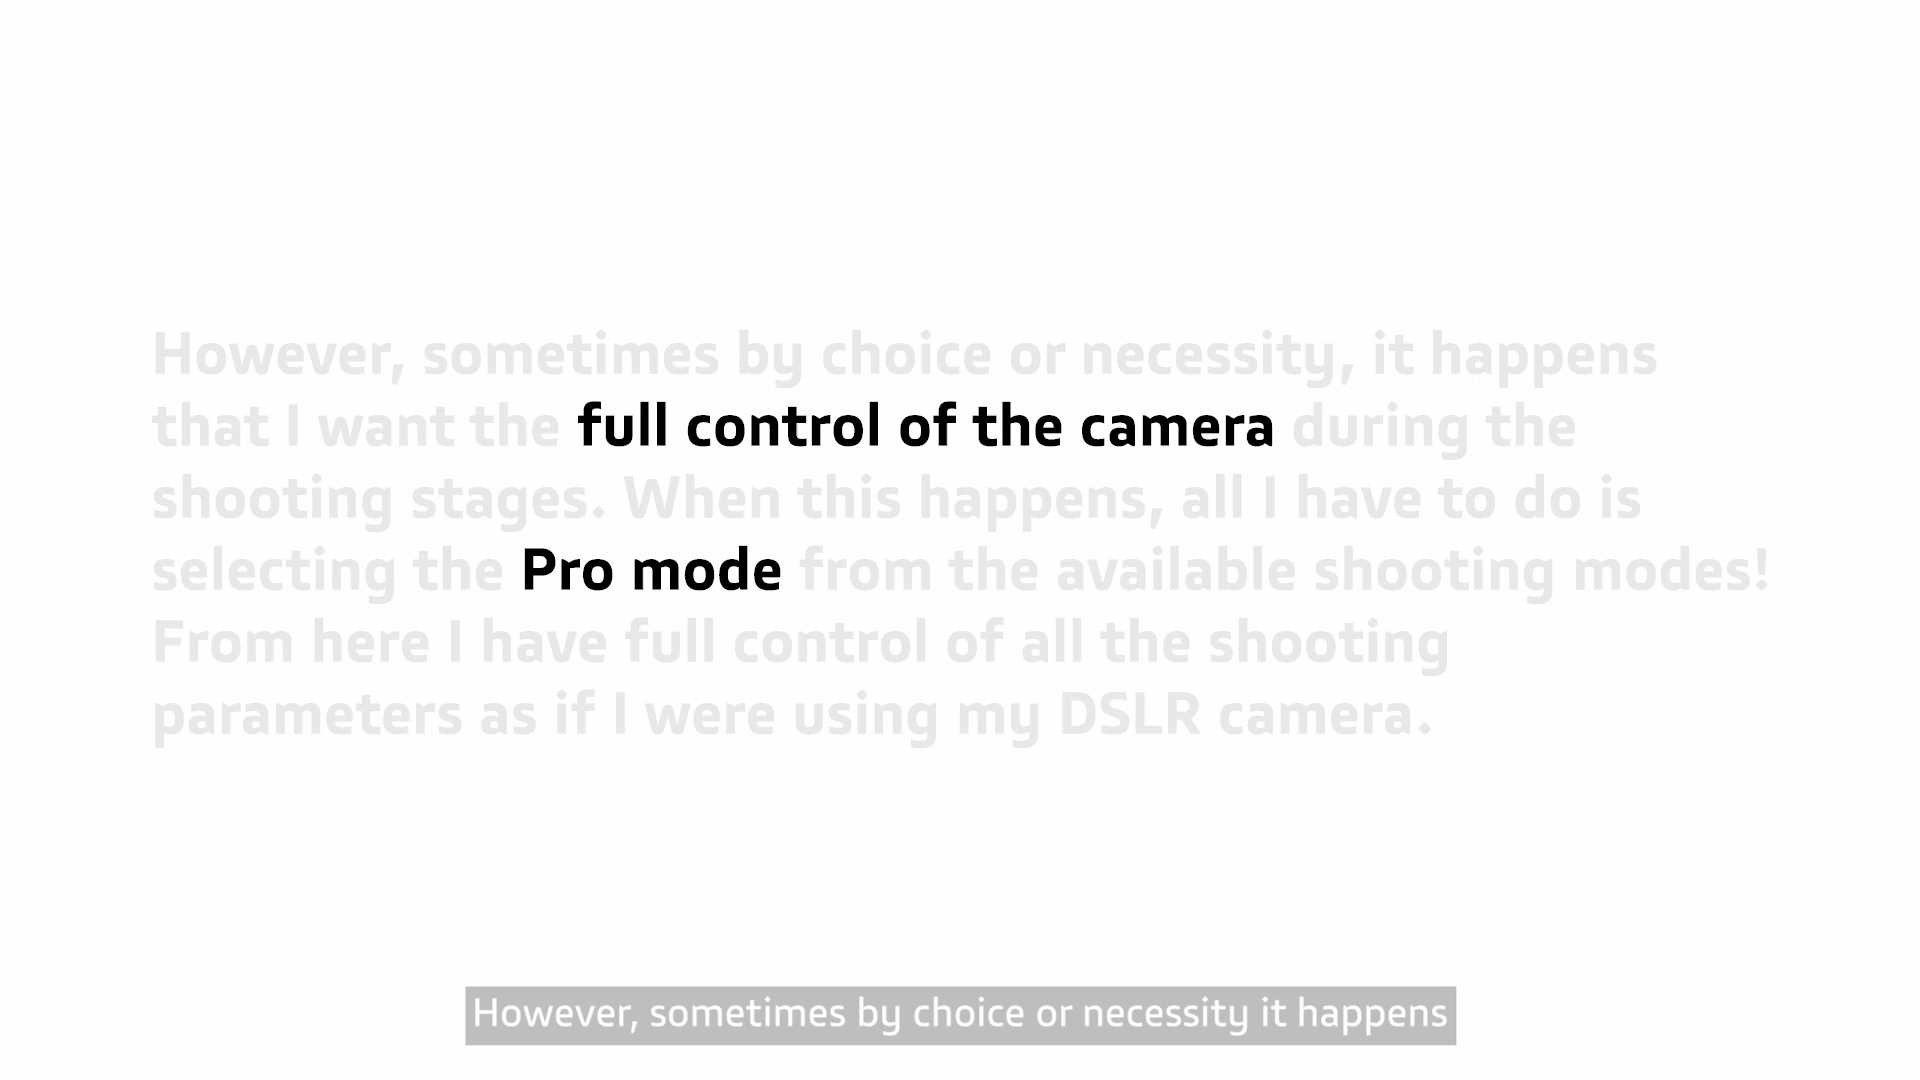 However, sometimes by choice or necessity, it happens
that I want the full control of the camera during the
shooting stages. When this happens, all I have to do is
selecting the Pro mode from the available shooting modes!
From here I have full control of all the shooting
parameters as if I were using my DSLR camera.
However, sometimes by choice or necessity it happens